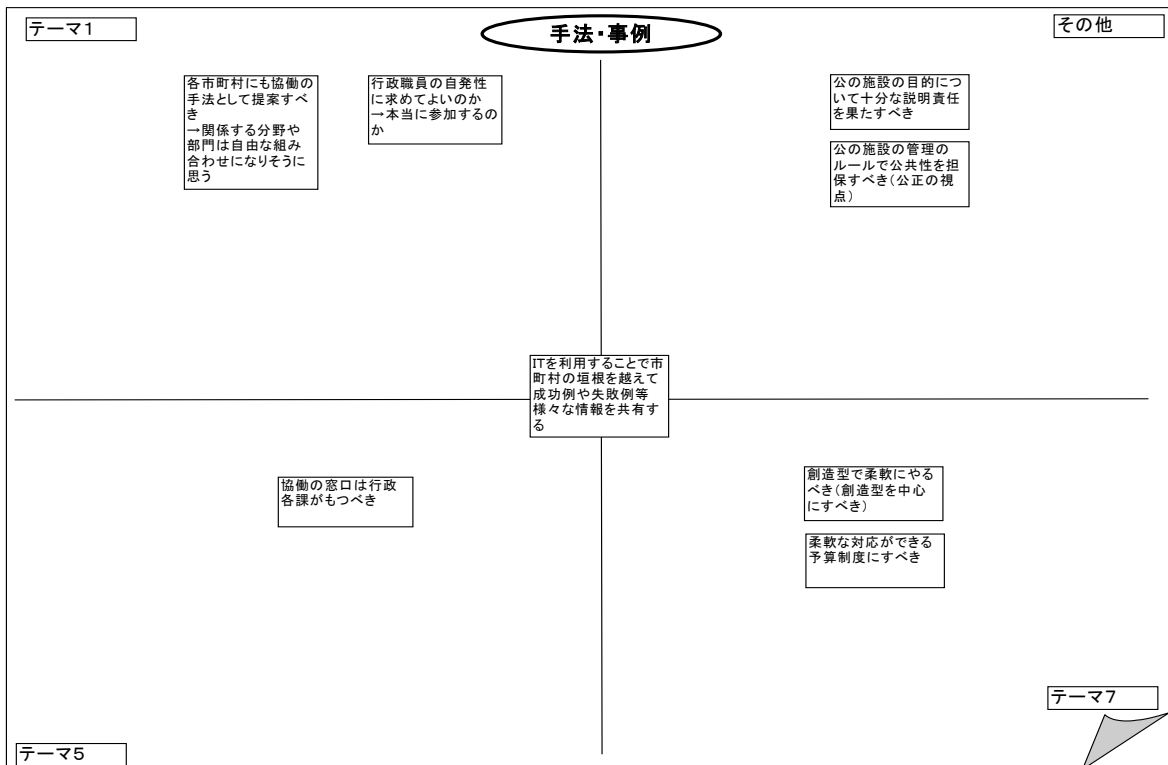 テーマ1
手法・事例
その他
各市町村にも協働の
手法として提案すべ
き
→関係する分野や
部門は自由な組み
合わせになりそうに
思う
行政職員の自発性
に求めてよいのか
→本当に参加するの
か
公の施設の目的につ
いて十分な説明責任
を果たすべき
公の施設の管理の
ルールで公共性を担
保すべき(公正の視
点)
ITを利用することで市
町村の垣根を越えて
成功例や失敗例等
様々な情報を共有す
る
協働の窓口は行政
各課がもつべき
創造型で柔軟にやる
べき(創造型を中心
にすべき)
柔軟な対応ができる
予算制度にすべき
テーマ7
テーマ5